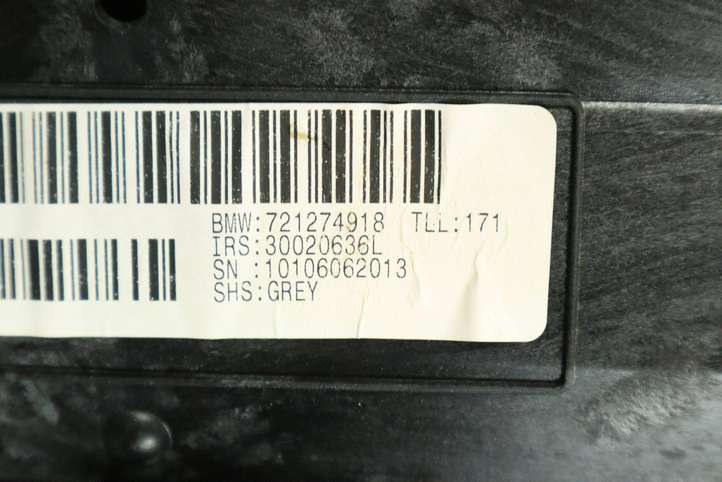 BMW:721274918 TLL:171
IRS:30020636L
SN :10106062013
SHS:GREY